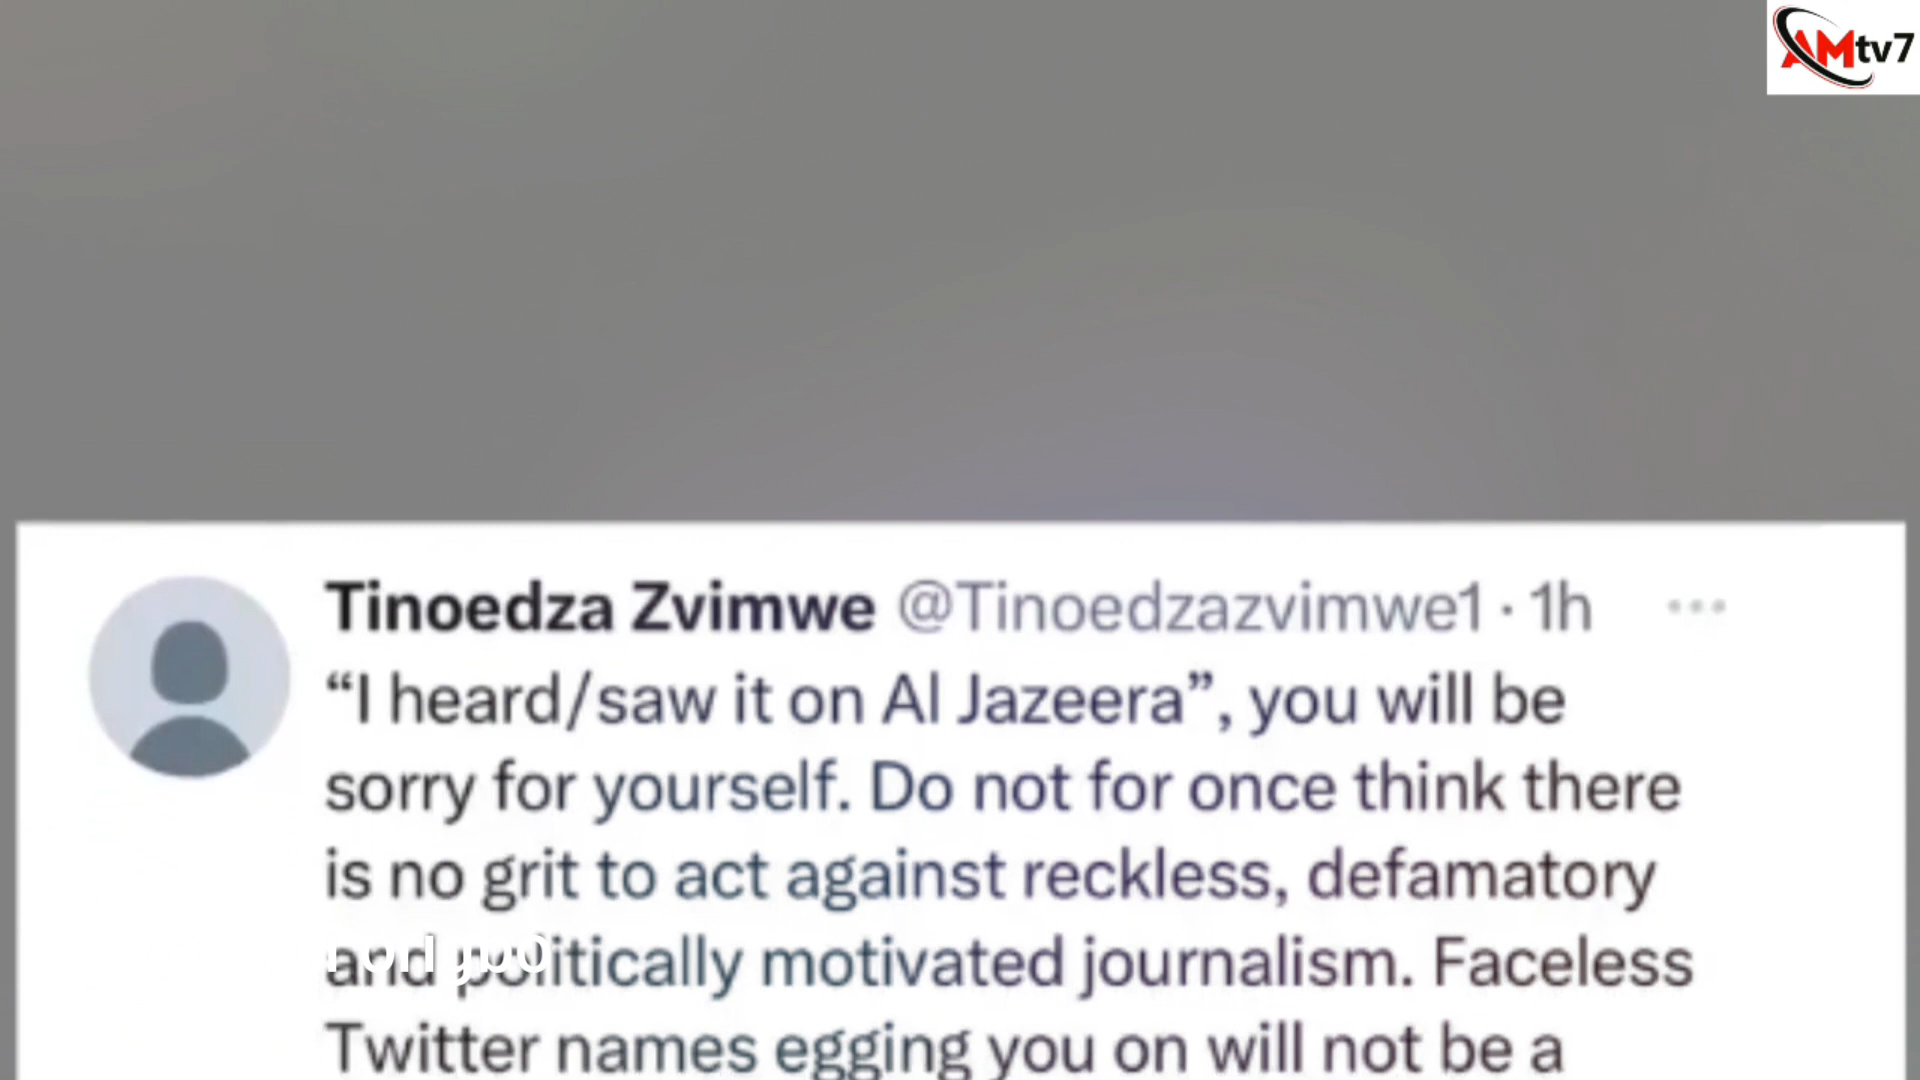 AMtv7
Tinoedza Zvimwe @Tinoedzazvimwe1 · 1h
“I heard/saw it on Al Jazeera”, you will be
sorry for yourself. Do not for once think there
is no grit to act against reckless, defamatory
and politically motivated journalism. Faceless
Twitter names egging you on will not be a